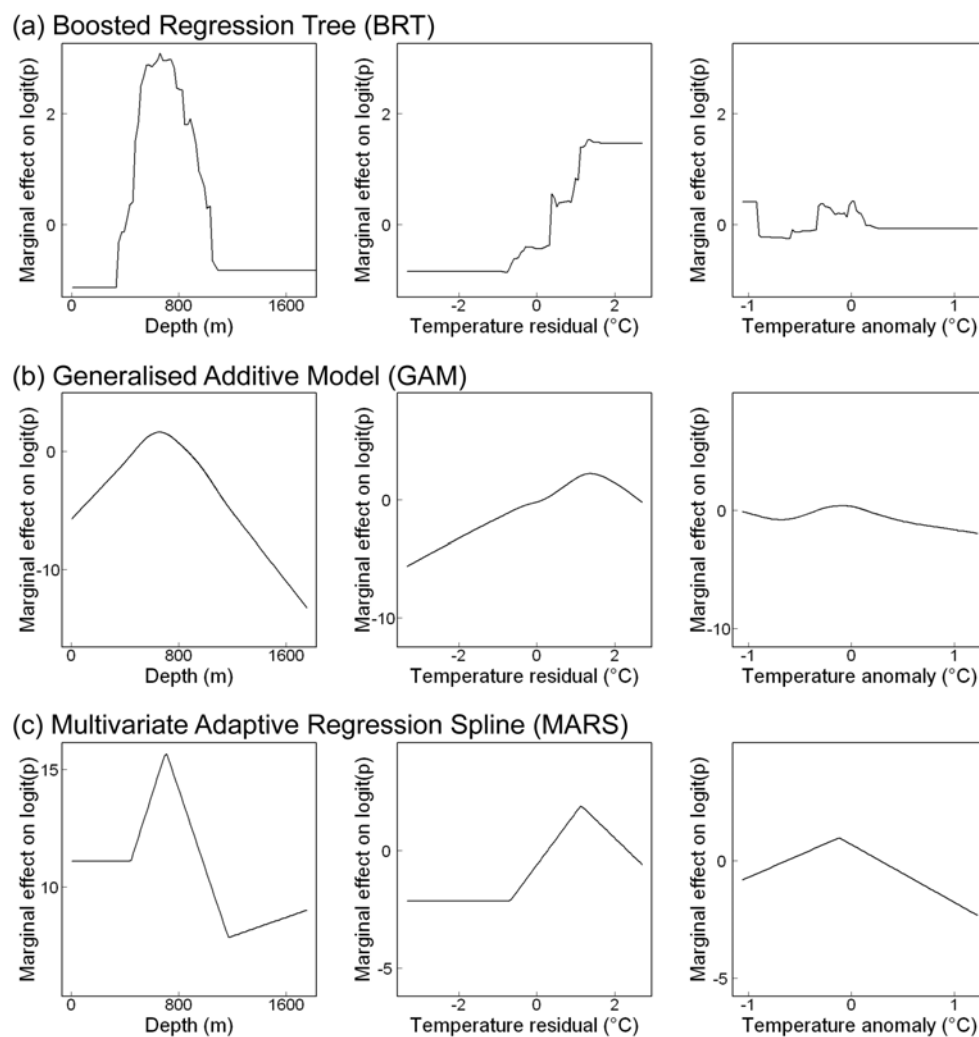 (a) Boosted Regression Tree (BRT)
Marginal effect on logit(p)
2
0
0
800
1600
Depth (m)
Marginal effect on logit(p)
2
0
-2
0
2
Temperature residual (°C)
Marginal effect on logit(p)
2
0
-1
0
1
Temperature anomaly (°C)
(b) Generalised Additive Model (GAM)
Marginal effect on logit(p)
0
-10
0
800
1600
Depth (m)
Marginal effect on logit(p)
0
-10
-2
0
2
Temperature residual (°C)
Marginal effect on logit(p)
0
-10
-1
0
1
Temperature anomaly (°C)
(c) Multivariate Adaptive Regression Spline (MARS)
Marginal effect on logit(p)
15
10
0
800
1600
Depth (m)
Marginal effect on logit(p)
0
-5
-2
0
2
Temperature residual (°C)
Marginal effect on logit(p)
0
-5
-1
0
1
Temperature anomaly (°C)